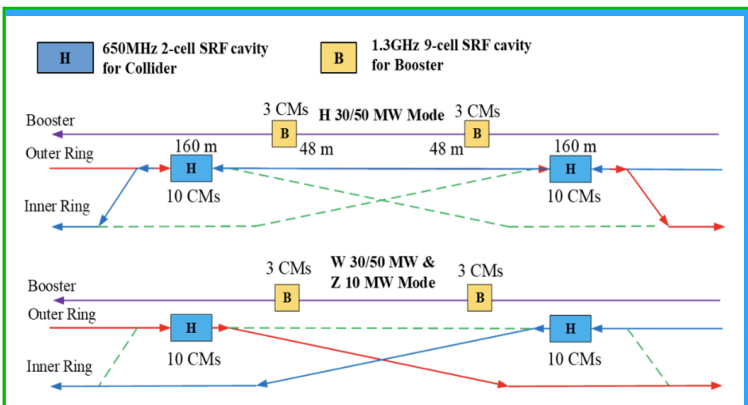 H
650MHz 2-cell SRF cavity
for Collider
B
1.3GHz 9-cell SRF cavity
for Booster
3 CMs
H 30/50 MW Mode
3 CMs
Booster
B
B
Outer Ring
160 m
48 m
48 m
160 m
H
H
10 CMs
10 CMs
Inner Ring
3 CMs
W 30/50 MW &
Z 10 MW Mode
3 CMs
Booster
B
B
Outer Ring
H
H
10 CMs
10 CMs
Inner Ring